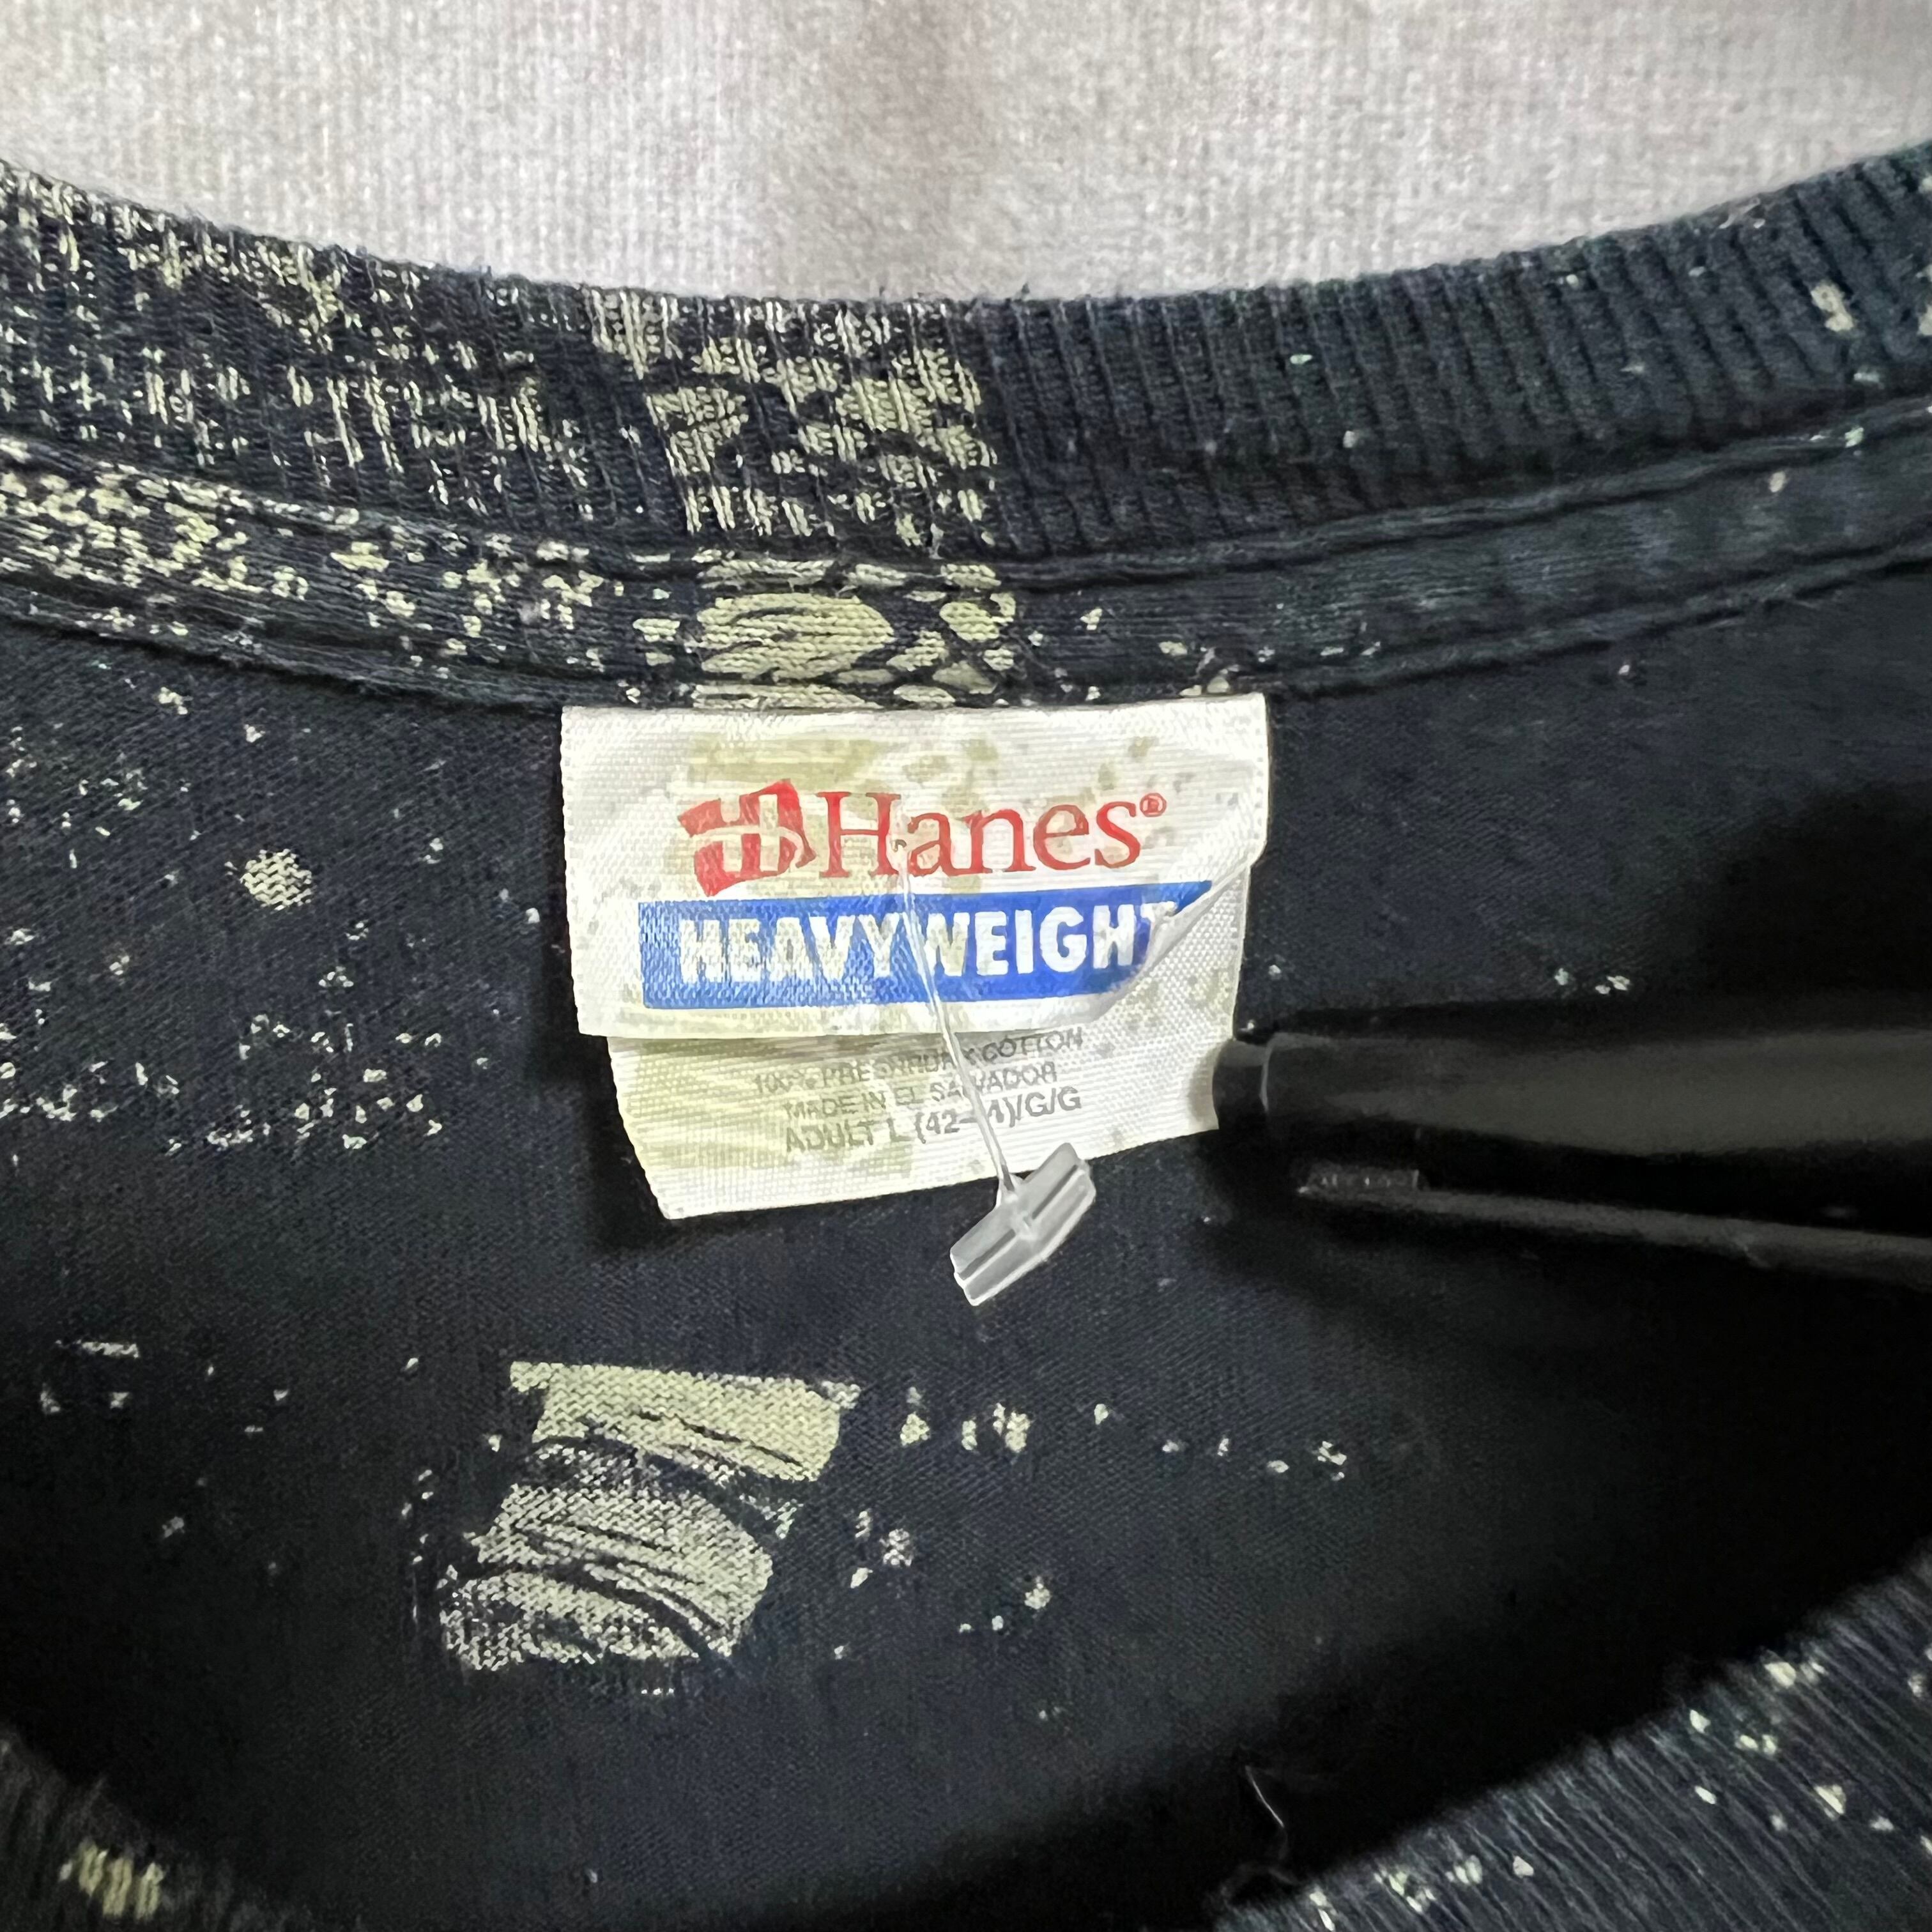 Hanes®
HEAVYWEIGHT
100% PRESHRUNK COTTON
MADE IN EL SALVADOR
ADULT L (42-44)/G/G